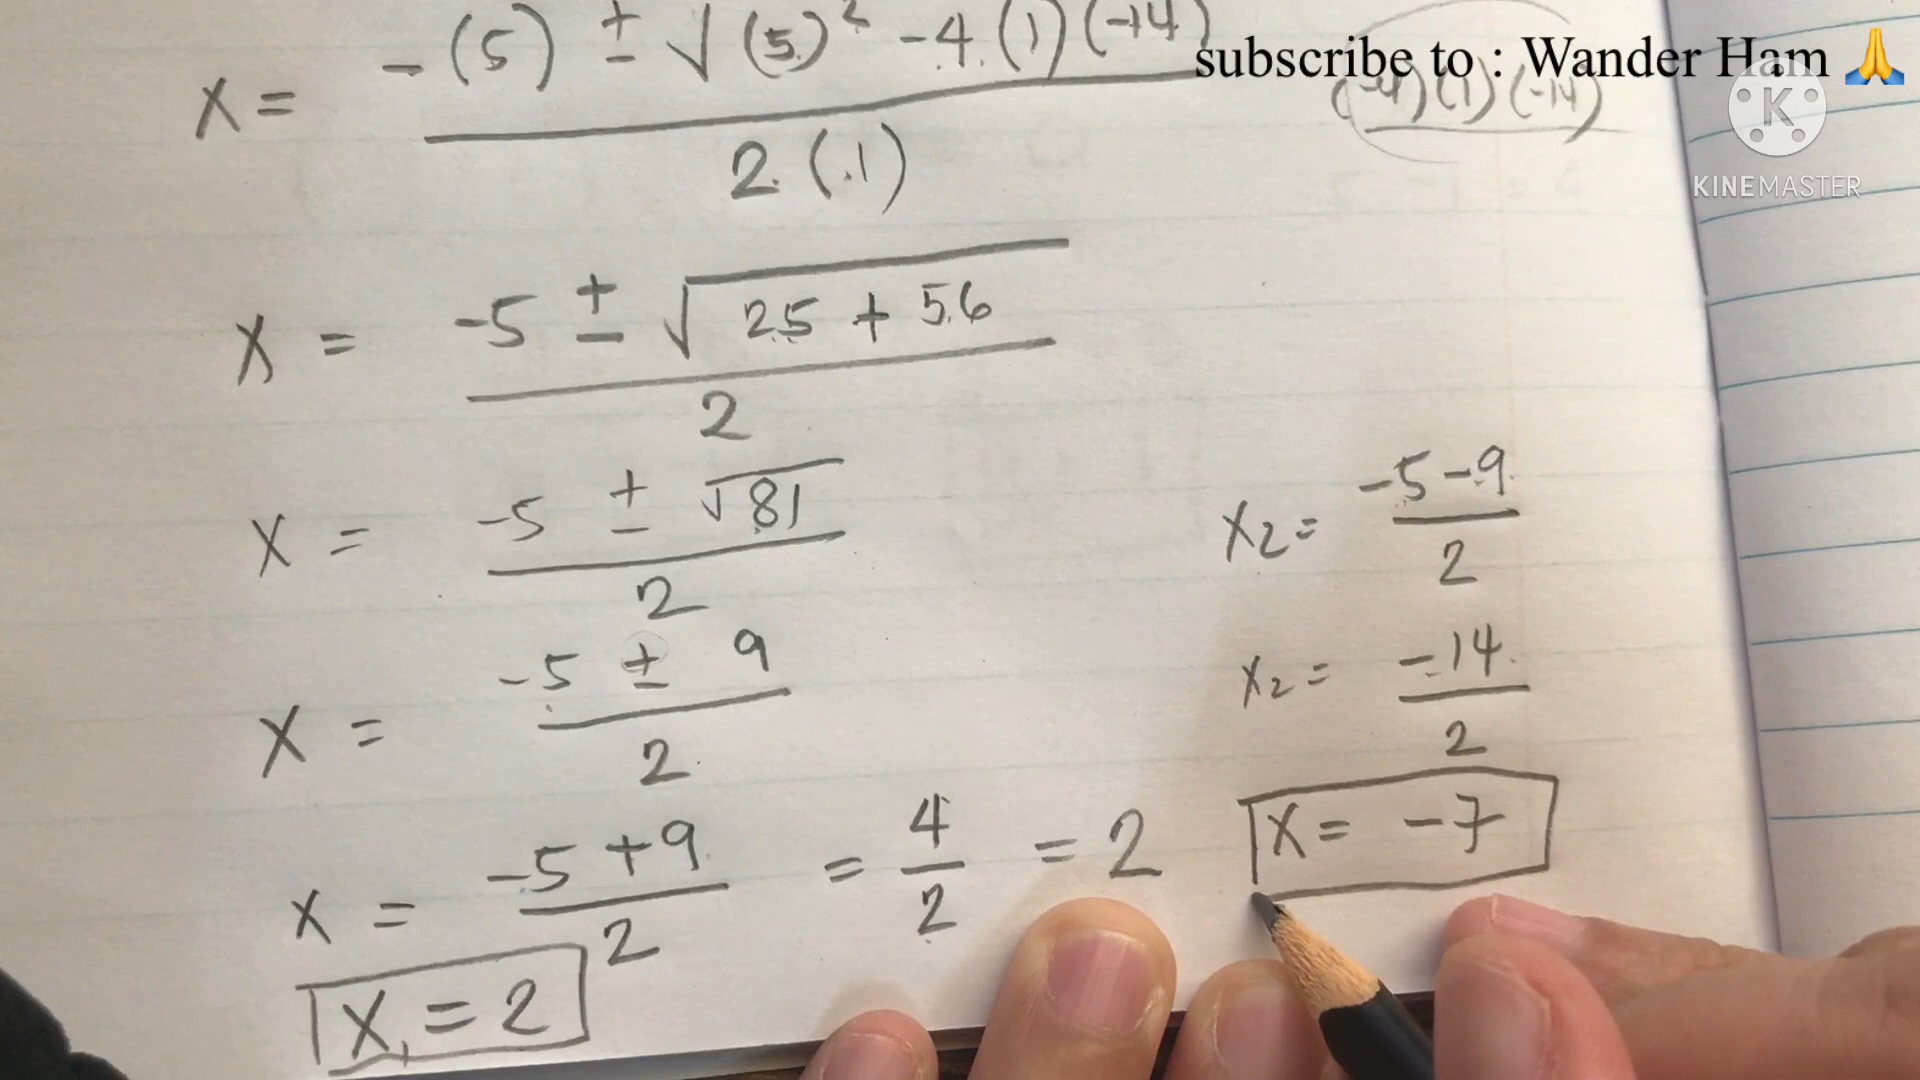 x = -(5) ± √(5)² -4(1)(-14)
2(1)
subscribe to : Wander Ham 🙏
(-4)(1)(-14)
K
KINEMASTER
x = -5 ± √25 + 56
2
x = -5 ± √81
2
x = -5 ± 9
2
x = -5 + 9 = 4 = 2
2 2
x₁ = 2
x₂ = -5 - 9
2
x₂ = -14
2
x = -7